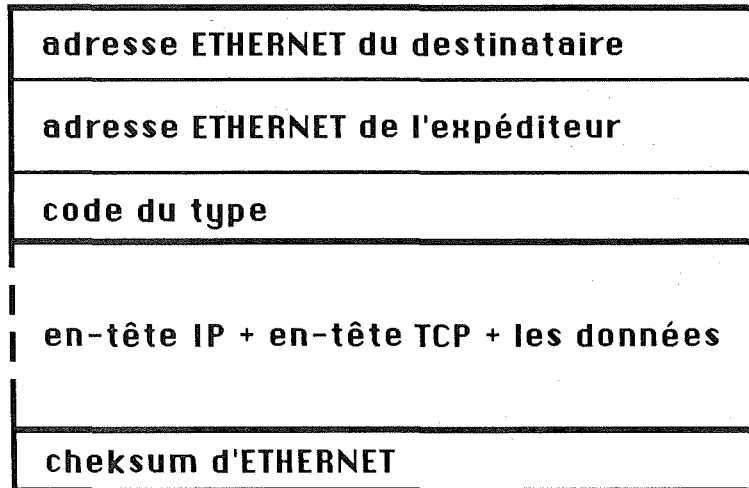 adresse ETHERNET du destinataire
adresse ETHERNET de l'expéditeur
code du type
en-tête IP + en-tête TCP + les données
cheksum d'ETHERNET